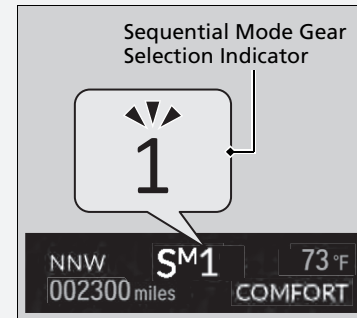 Sequential Mode Gear
Selection Indicator
1
NNW SM1 73 °F
002300 miles COMFORT